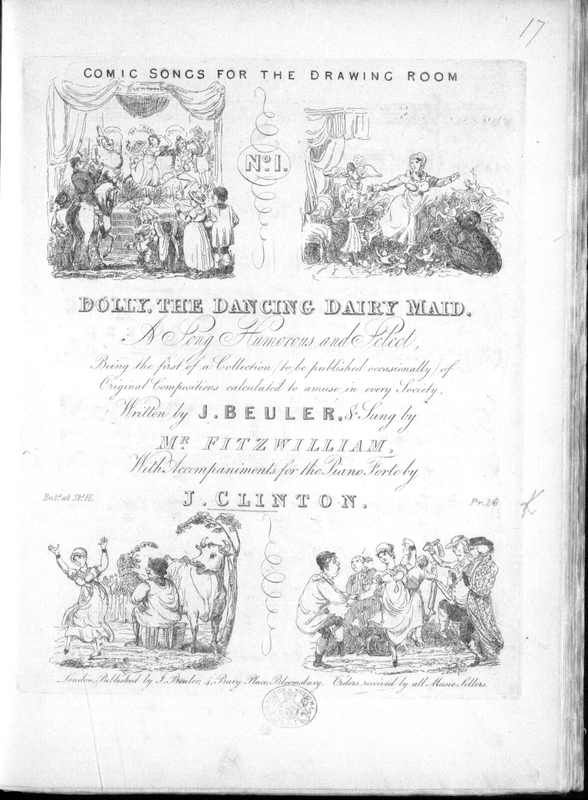 17
COMIC SONGS FOR THE DRAWING ROOM
No. 1.
DOLLY, THE DANCING DAIRY MAID.
A Song Humorous and Select,
Being the first of a Collection (to be published occasionally) of
Original Compositions calculated to amuse in every Society,
Written by J. BEULER, & Sung by
MR. FITZWILLIAM,
With Accompaniments for the Piano Forte by
Ent.d at Sta. H. J. CLINTON. Pr. 1/6
London, Published by J. Beuler, 4, Bury Place, Bloomsbury. Orders received by all Music Sellers.